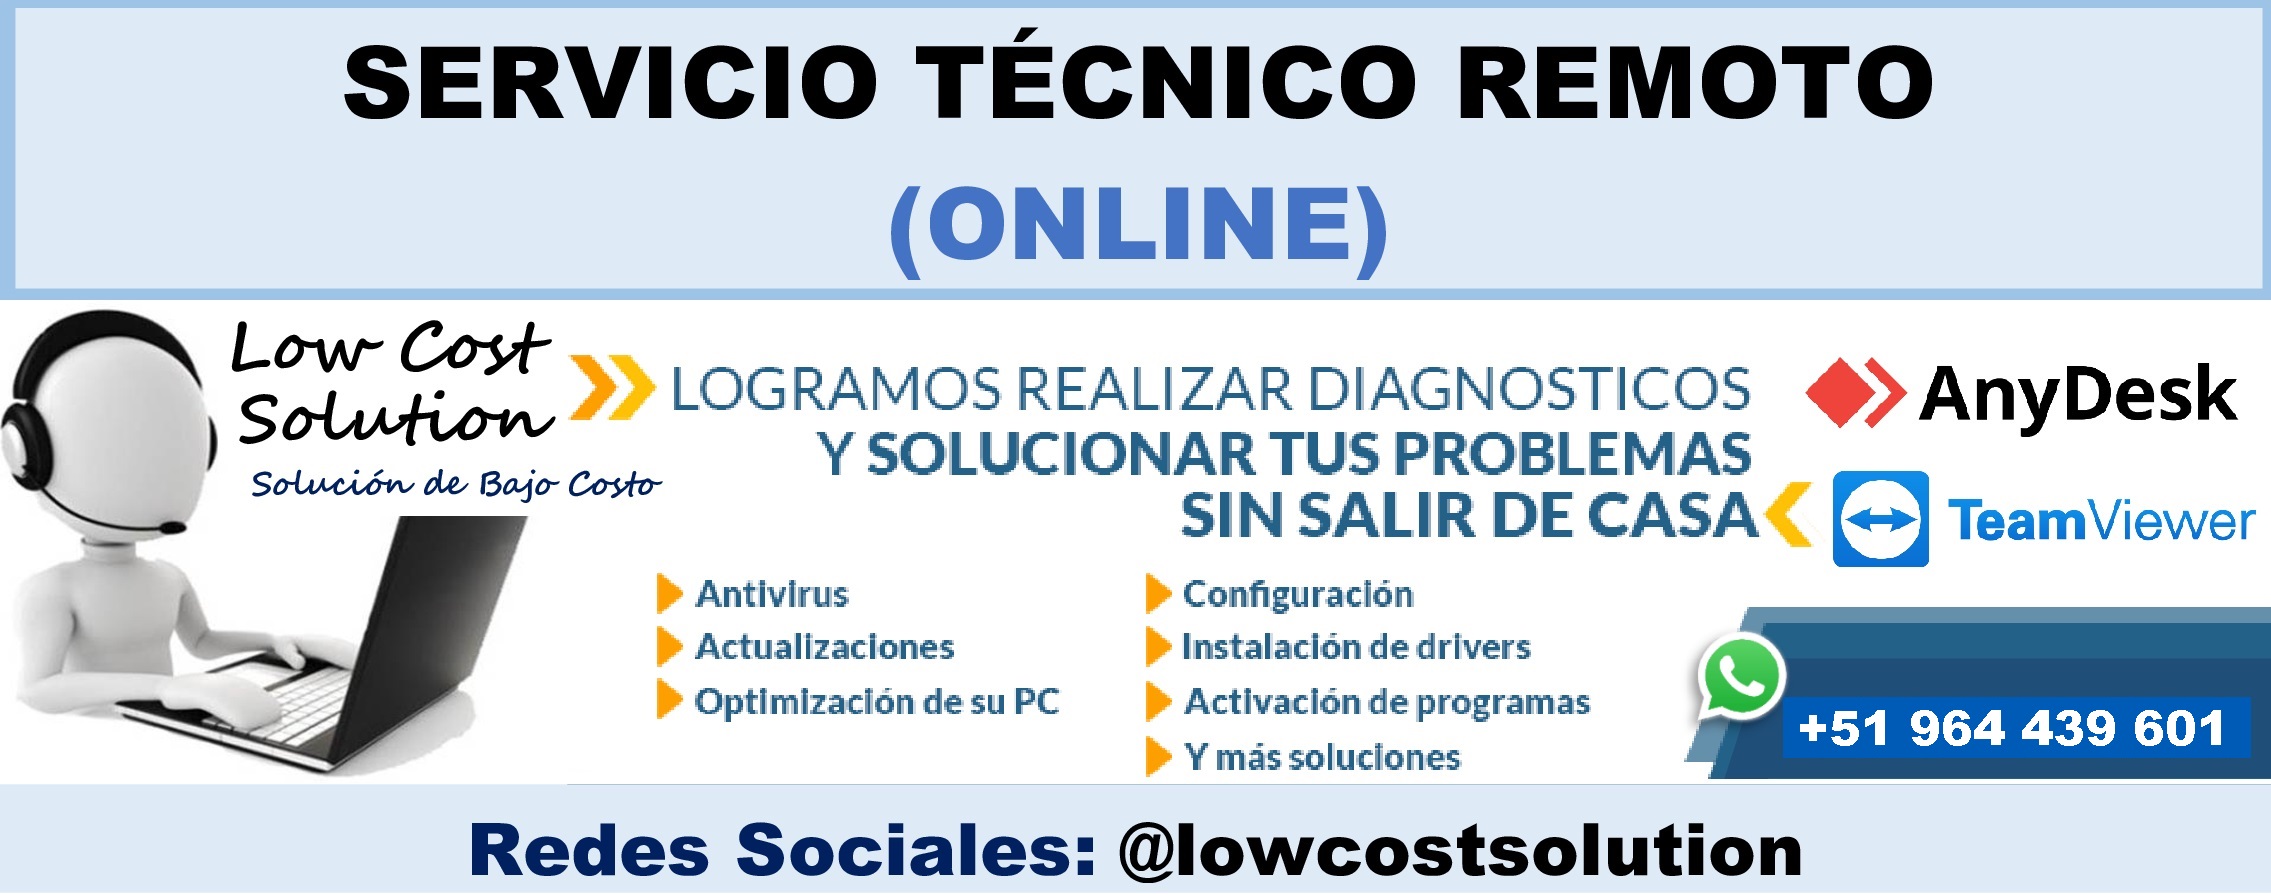 SERVICIO TÉCNICO REMOTO
(ONLINE)
Low Cost
Solution
Solución de Bajo Costo
LOGRAMOS REALIZAR DIAGNOSTICOS
Y SOLUCIONAR TUS PROBLEMAS
SIN SALIR DE CASA
AnyDesk
TeamViewer
Antivirus
Actualizaciones
Optimización de su PC
Configuración
Instalación de drivers
Activación de programas
Y más soluciones
+51 964 439 601
Redes Sociales: @lowcostsolution